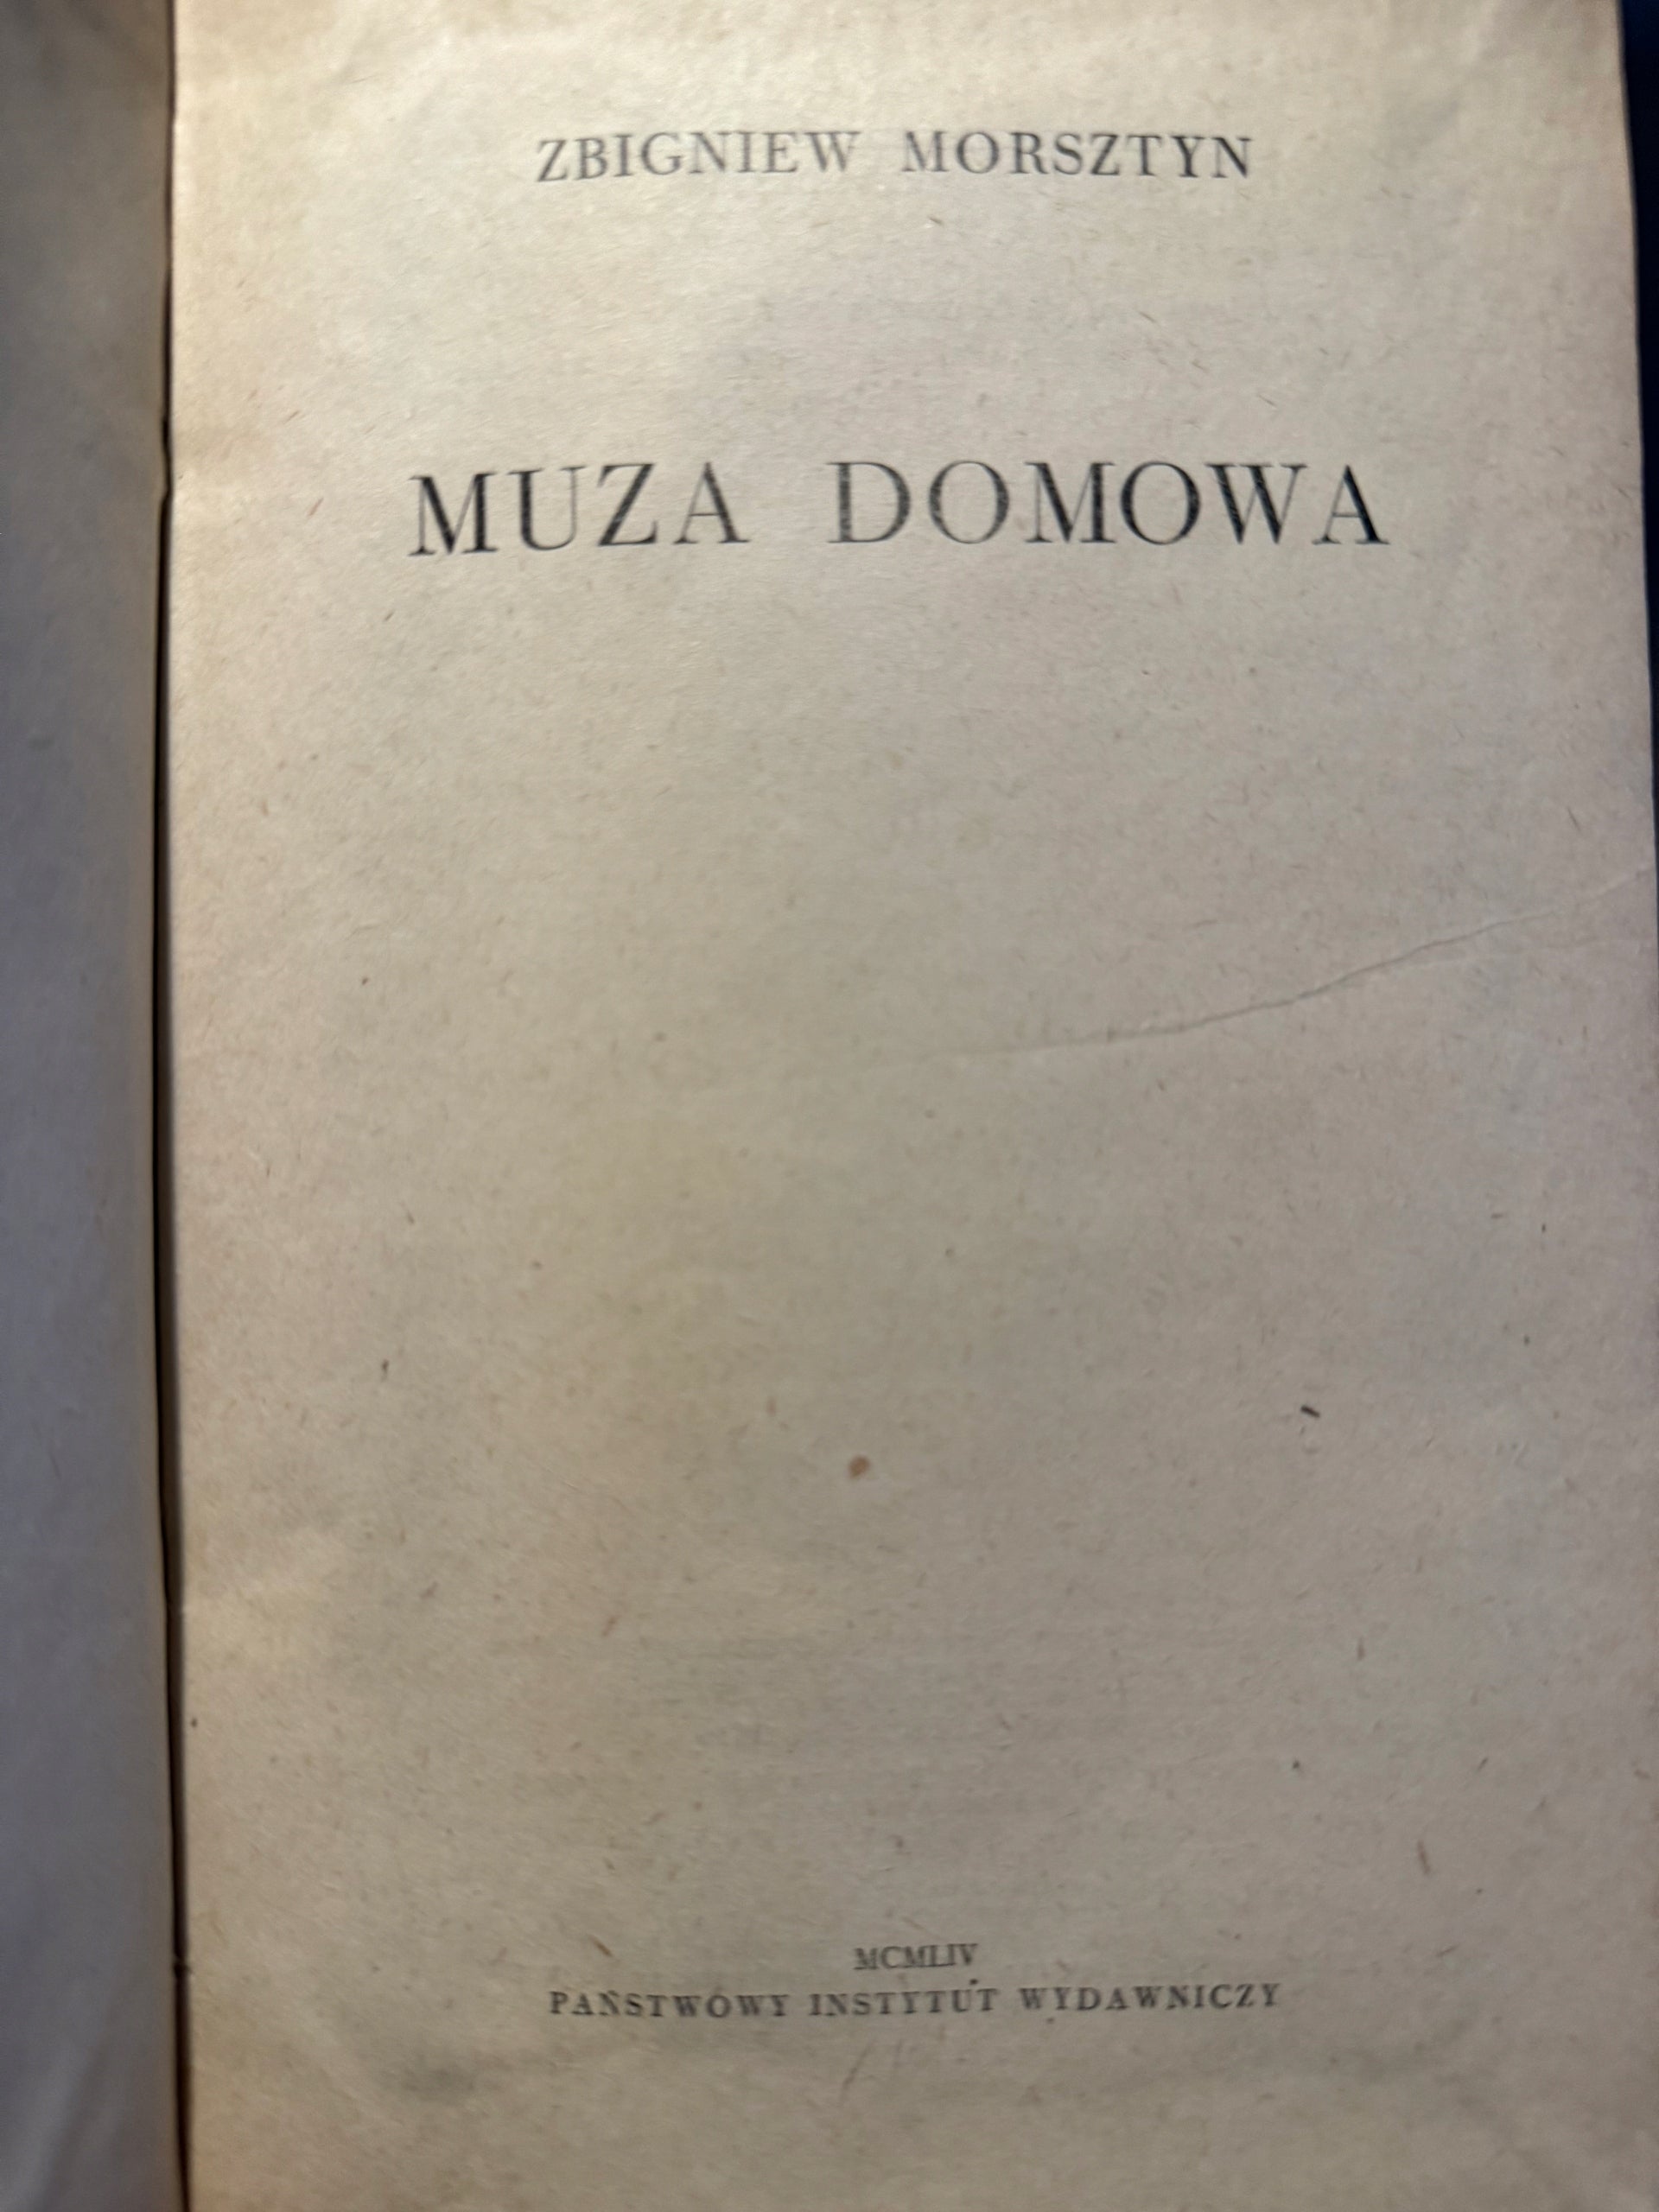 ZBIGNIEW MORSZTYN
MUZA DOMOWA
MCMLIV
PAŃSTWOWY INSTYTUT WYDAWNICZY